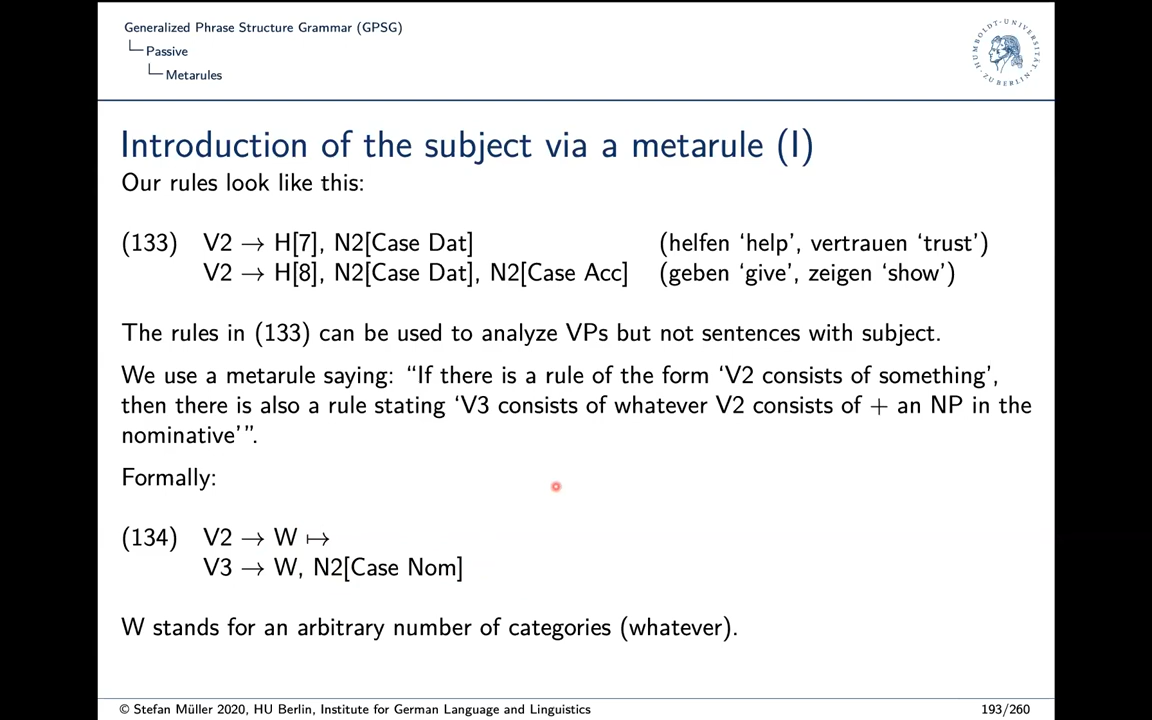 Generalized Phrase Structure Grammar (GPSG)
Passive
Metarules
HUMBOLDT-UNIVERSITÄT ZU BERLIN
Introduction of the subject via a metarule (I)
Our rules look like this:
(133) V2 → H[7], N2[Case Dat] (helfen ‘help’, vertrauen ‘trust’)
V2 → H[8], N2[Case Dat], N2[Case Acc] (geben ‘give’, zeigen ‘show’)
The rules in (133) can be used to analyze VPs but not sentences with subject.
We use a metarule saying: “If there is a rule of the form ‘V2 consists of something’,
then there is also a rule stating ‘V3 consists of whatever V2 consists of + an NP in the
nominative’”.
Formally:
(134) V2 → W ↦
V3 → W, N2[Case Nom]
W stands for an arbitrary number of categories (whatever).
© Stefan Müller 2020, HU Berlin, Institute for German Language and Linguistics 193/260